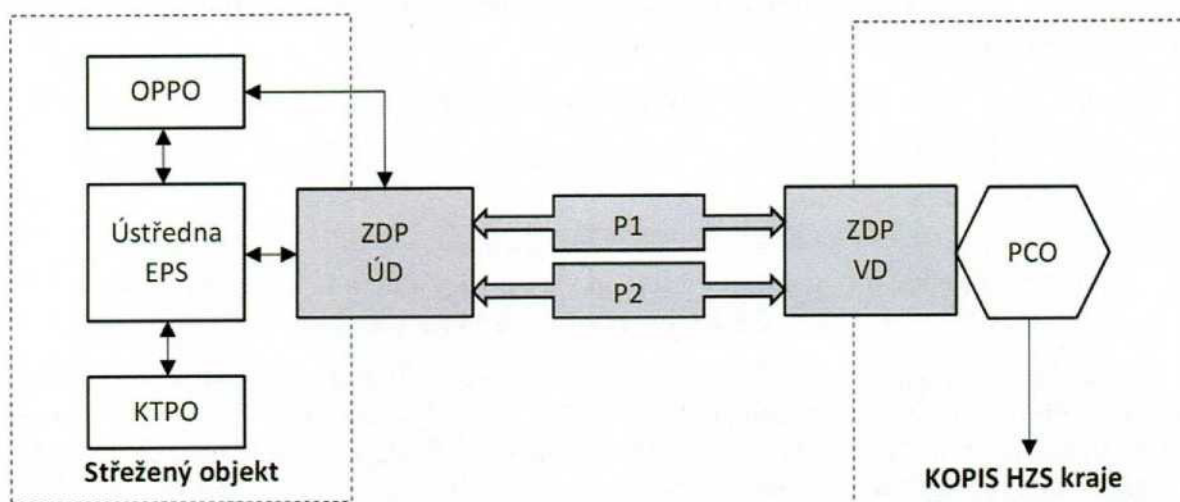 OPPO
Ústředna
EPS
KTPO
Střežený objekt
ZDP
ÚD
P1
P2
ZDP
VD
PCO
KOPIS HZS kraje